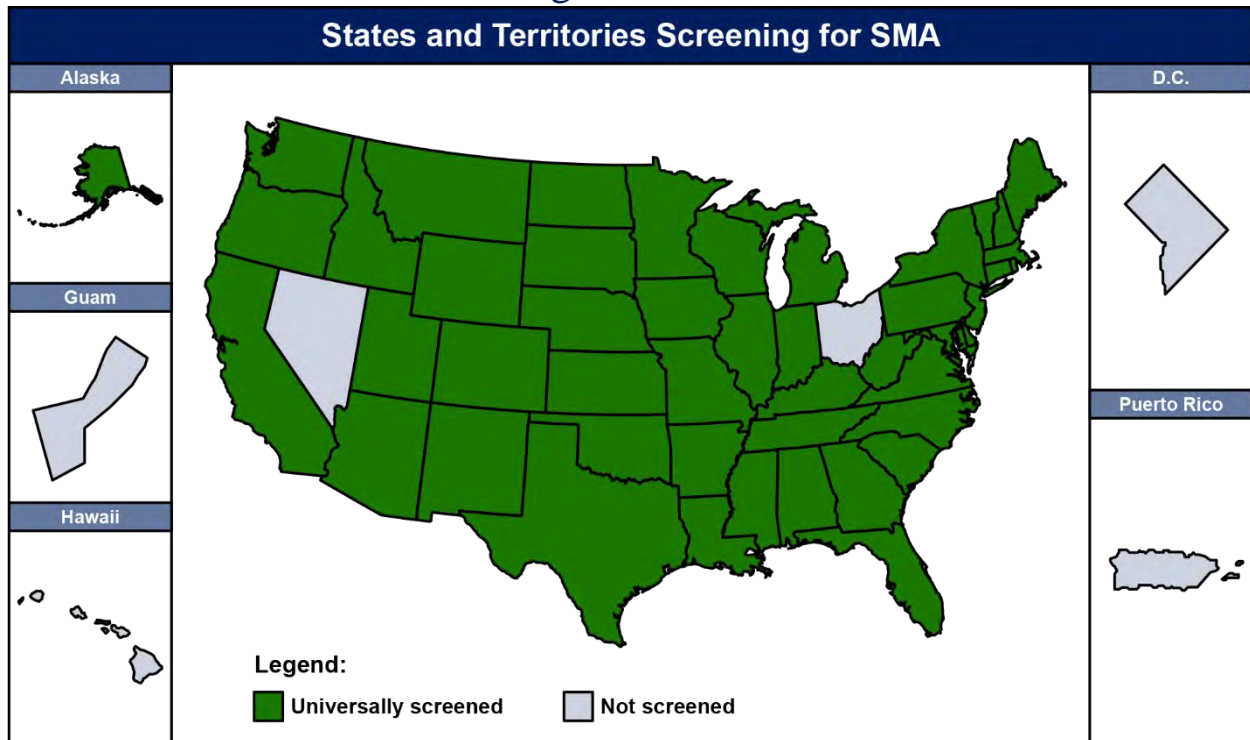 States and Territories Screening for SMA
Alaska
D.C.
Guam
Puerto Rico
Hawaii
Legend:
Universally screened
Not screened